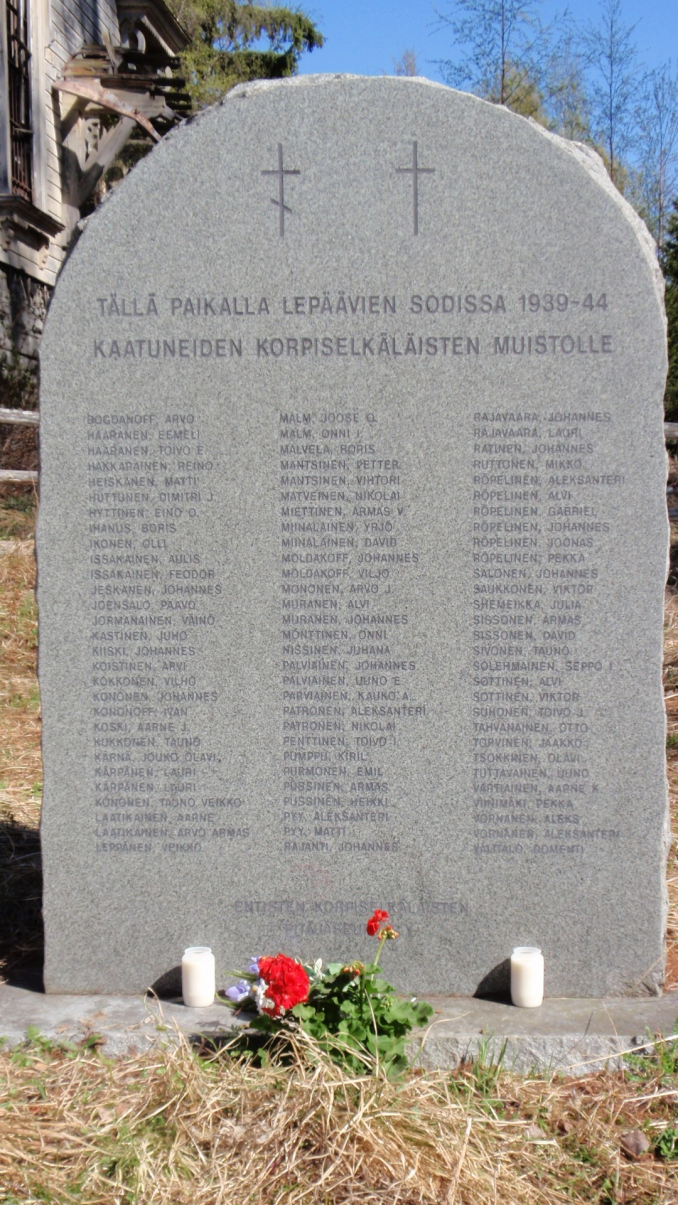 TÄLLÄ PAIKALLA LEPÄÄVIEN SODISSA 1939-44
KAATUNEIDEN KORPISELKÄLÄISTEN MUISTOLLE
BOGDANOFF, ARVO
HAARANEN, EEMELI
HAARANEN, TOIVO E.
HAKKARAINEN, REINO
HEISKANEN, MATTI
HUTTUNEN, DIMITRI J.
HYTTINEN, EINO O.
IHANUS, BORIS
IKONEN, OLLI
ISSAKAINEN, AULIS
ISSAKAINEN, FEODOR
JESKANEN, JOHANNES
JOENSALO, PAAVO
JORMANAINEN, VÄINÖ
KASTINEN, JUHO
KIISKI, JOHANNES
KOISTINEN, ARVI
KOKKONEN, VILHO
KONONEN, JOHANNES
KONONOFF, IVAN
KOSKI, AARNE J.
KUKKONEN, TAUNO
KÄRNÄ, JOUKO OLAVI
KÄRPÄNEN, LAURI
KÄRPÄNEN, LAURI
KÖNÖNEN, TAUNO VEIKKO
LAATIKAINEN, AARNE
LAATIKAINEN, ARVO ARMAS
LEPPÄNEN, VEIKKO
MALM, JOOSE O.
MALM, ONNI I.
MALVELA, BORIS
MANTSINEN, PETTER
MANTSINEN, VIHTORI
MATVEINEN, NIKOLAI
MIETTINEN, ARMAS V.
MIINALAINEN, YRJÖ
MIINALAINEN, DAVID
MOLDAKOFF, JOHANNES
MOLDAKOFF, VILJO
MONONEN, ARVO J.
MURANEN, ALVI
MURANEN, JOHANNES
MÖNTTINEN, ONNI
NISSINEN, JUHANA
PALVIAINEN, JOHANNES
PALVIAINEN, UUNO E.
PARVIAINEN, KAUKO A.
PATRONEN, ALEKSANTERI
PATRONEN, NIKOLAI
PENTTINEN, TOIVO I.
PUMPPU, KIRIL
PURMONEN, EMIL
PUSSINEN, ARMAS
PUSSINEN, HEIKKI
PYY, ALEKSANTERI
PYY, MATTI
RAJANTI, JOHANNES
RAJAVAARA, JOHANNES
RAJAVAARA, LAURI
RATINEN, JOHANNES
RUTTONEN, MIKKO
RÖPELINEN, ALEKSANTERI
RÖPELINEN, ALVI
RÖPELINEN, GABRIEL
RÖPELINEN, JOHANNES
RÖPELINEN, JOONAS
RÖPELINEN, PEKKA
SALONEN, JOHANNES
SAUKKONEN, VIKTOR
SHEMEIKKA, JULIA
SISSONEN, ARMAS
SISSONEN, DAVID
SIVONEN, TAUNO
SOLEHMAINEN, SEPPO I.
SOTTINEN, ALVI
SOTTINEN, VIKTOR
SUHONEN, TOIVO J.
TAHVANAINEN, OTTO
TORVINEN, JAAKKO
TSOKKINEN, OLAVI
TUTTAVAINEN, UUNO
VARTIAINEN, AARNE K.
VIINIMÄKI, PEKKA
VORNANEN, ALEKS
VORNANEN, ALEKSANTERI
VALTALO, DOMENTI
ENTISTEN KORPISELKÄLÄISTEN